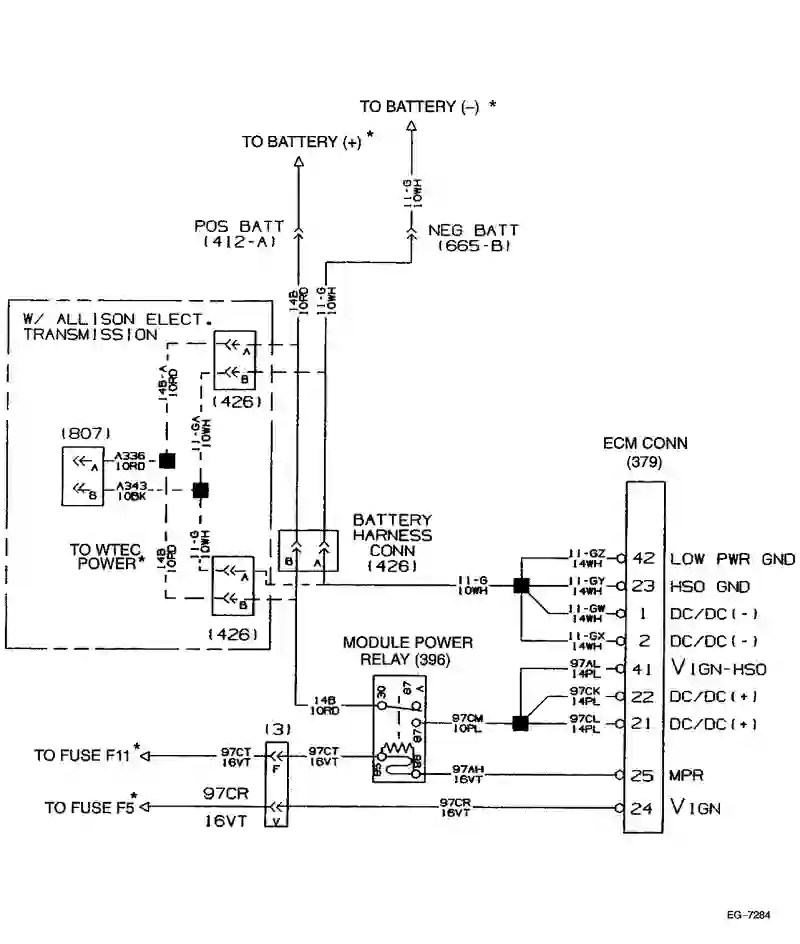 TO BATTERY (–) *
TO BATTERY (+) *
11-G
10WH
POS BATT
(412-A)
NEG BATT
(665-B)
14B
10RD
11-G
10WH
W/ ALLISON ELECT.
TRANSMISSION
A
B
(426)
14B-A
10RD
11-GA
10WH
(807)
A
B
A336
10RD
A343
10BK
TO WTEC
POWER*
14B
10RD
11-G
10WH
A
B
(426)
BATTERY
HARNESS
CONN
(426)
B
A
ECM CONN
(379)
11-G
10WH
11-GZ
14WH
42 LOW PWR GND
11-GY
14WH
23 HSO GND
11-GW
14WH
1 DC/DC(-)
11-GX
14WH
2 DC/DC(-)
97AL
14PL
41 VIGN-HSO
97CK
14PL
22 DC/DC(+)
97CL
14PL
21 DC/DC(+)
MODULE POWER
RELAY (396)
14B
10RD
30
87
A
87
85
86
97CM
10PL
(3)
TO FUSE F11*
97CT
16VT
F
97CT
16VT
97AH
16VT
25 MPR
TO FUSE F5*
97CR
16VT
V
97CR
16VT
24 VIGN
EG-7284